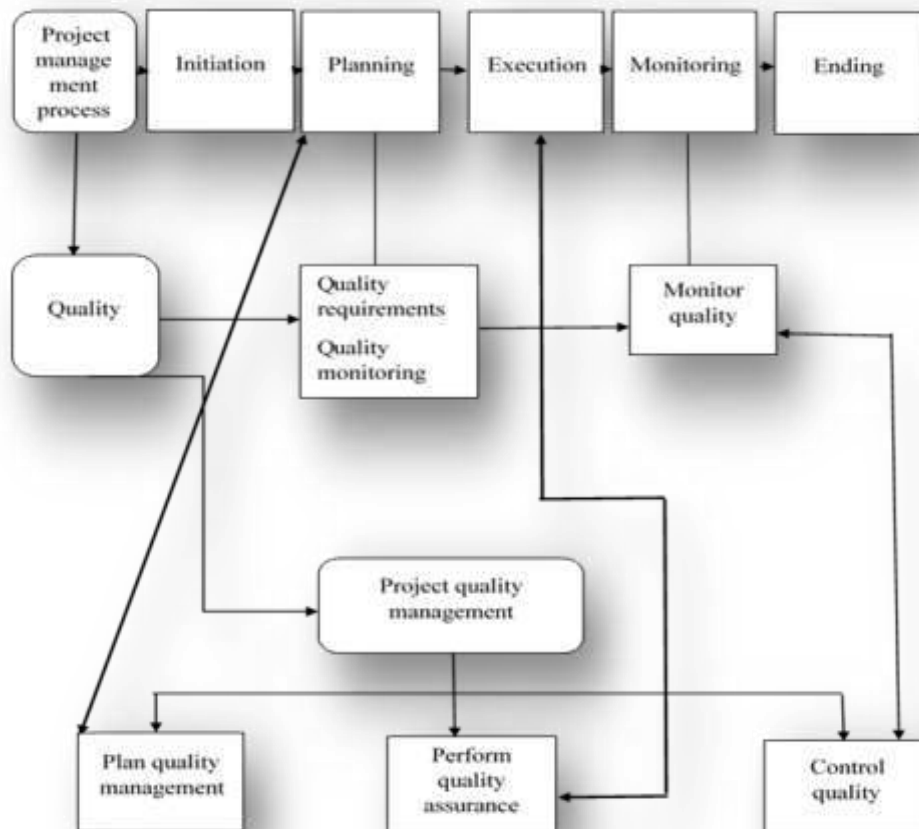 Project
manage
ment
process
Initiation
Planning
Execution
Monitoring
Ending
Quality
Quality
requirements
Quality
monitoring
Monitor
quality
Project quality
management
Plan quality
management
Perform
quality
assurance
Control
quality